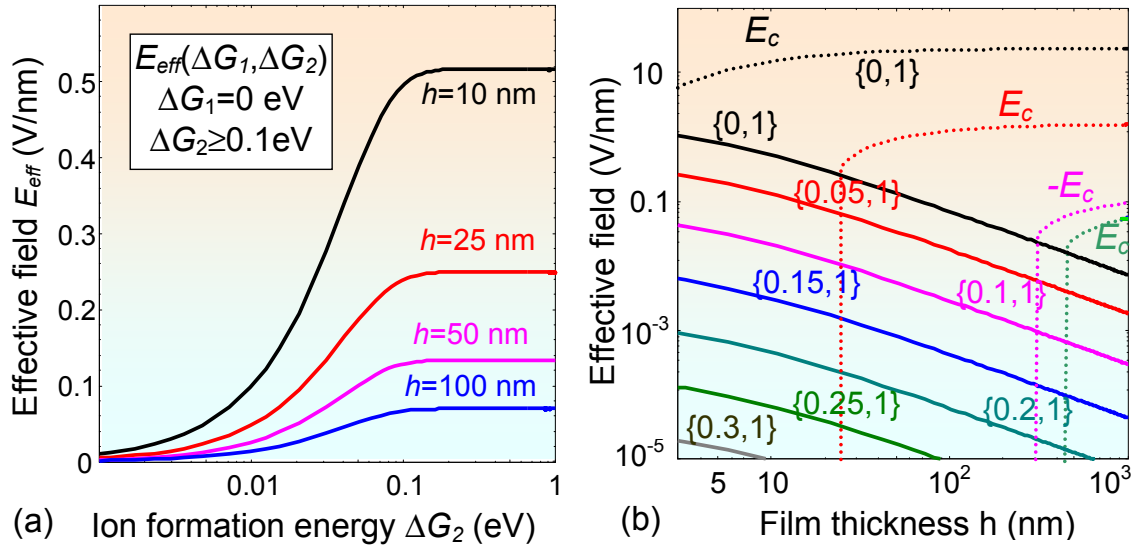 Effective field E_eff (V/nm)
0.5
0.4
0.3
0.2
0.1
0
E_eff(ΔG_1,ΔG_2)
ΔG_1=0 eV
ΔG_2≥0.1eV
h=10 nm
h=25 nm
h=50 nm
h=100 nm
0.01
0.1
1
(a)
Ion formation energy ΔG_2 (eV)
Effective field (V/nm)
10
0.1
10^-3
10^-5
E_c
{0,1}
{0,1}
E_c
{0.05,1}
-E_c
E_c
{0.15,1}
{0.1,1}
{0.25,1}
{0.2,1}
{0.3,1}
5
10
10^2
10^3
(b)
Film thickness h (nm)